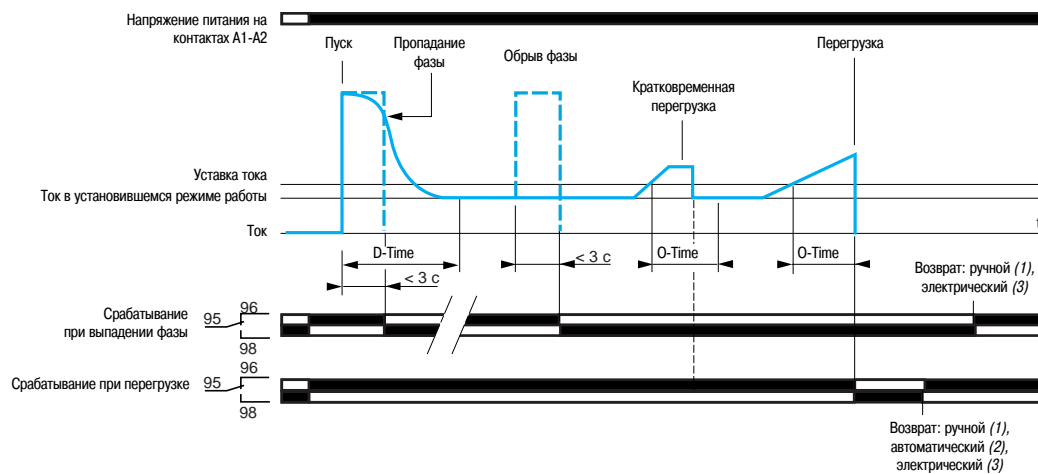 Напряжение питания на
контактах А1-А2
Пуск
Пропадание
фазы
Обрыв фазы
Кратковременная
перегрузка
Перегрузка
Уставка тока
Ток в установившемся режиме работы
Ток
t
D-Time
< 3 с
< 3 с
O-Time
O-Time
Возврат: ручной (1),
электрический (3)
Срабатывание
при выпадении фазы
95
96
98
Срабатывание при перегрузке
95
96
98
Возврат: ручной (1),
автоматический (2),
электрический (3)